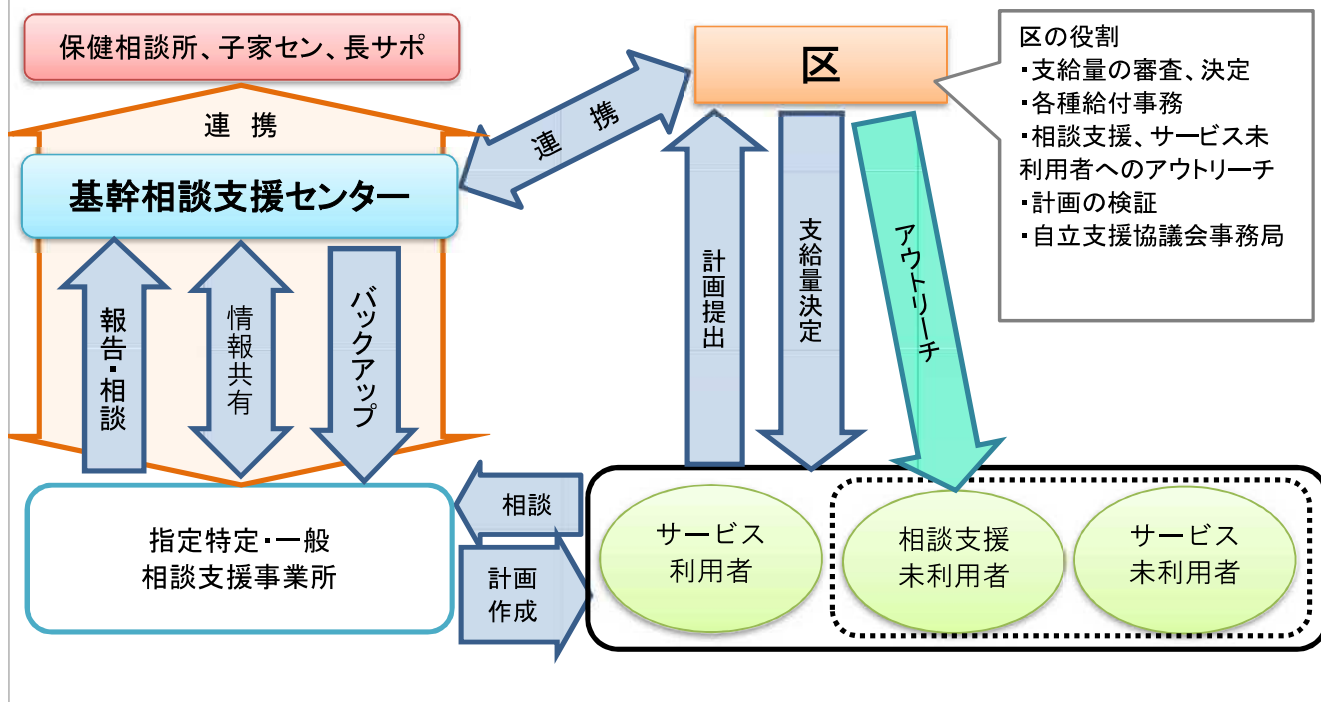 保健相談所、子家セン、長サポ
連 携
基幹相談支援センター
報告・相談
情報共有
バックアップ
連 携
区
区の役割
・支給量の審査、決定
・各種給付事務
・相談支援、サービス未
利用者へのアウトリーチ
・計画の検証
・自立支援協議会事務局
計画提出
支給量決定
アウトリーチ
指定特定・一般
相談支援事業所
相談
計画
作成
サービス
利用者
相談支援
未利用者
サービス
未利用者